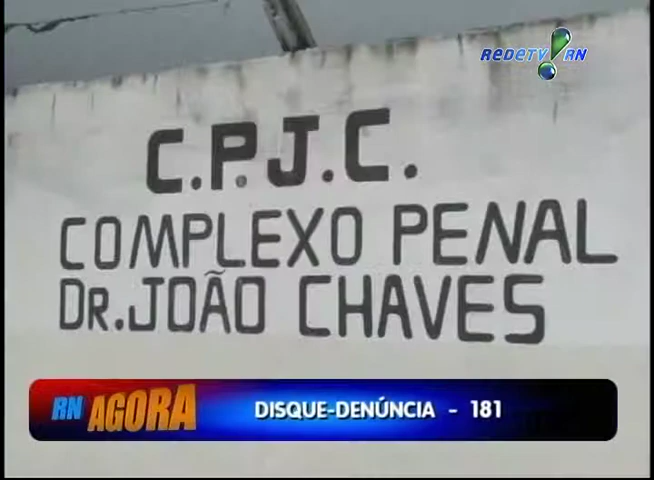 REDETV! RN
C.P.J.C.
COMPLEXO PENAL
DR. JOÃO CHAVES
RN AGORA
DISQUE-DENÚNCIA - 181